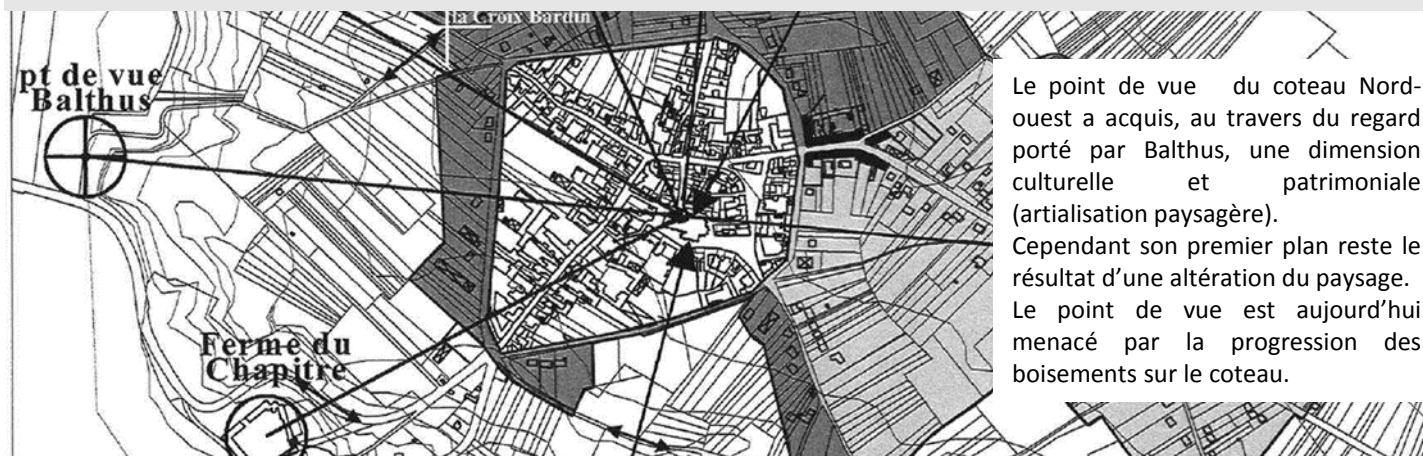 la Croix Bardin
pt de vue
Balthus
Ferme du
Chapitre
Le point de vue du coteau Nord-
ouest a acquis, au travers du regard
porté par Balthus, une dimension
culturelle et patrimoniale
(artialisation paysagère).
Cependant son premier plan reste le
résultat d'une altération du paysage.
Le point de vue est aujourd'hui
menacé par la progression des
boisements sur le coteau.